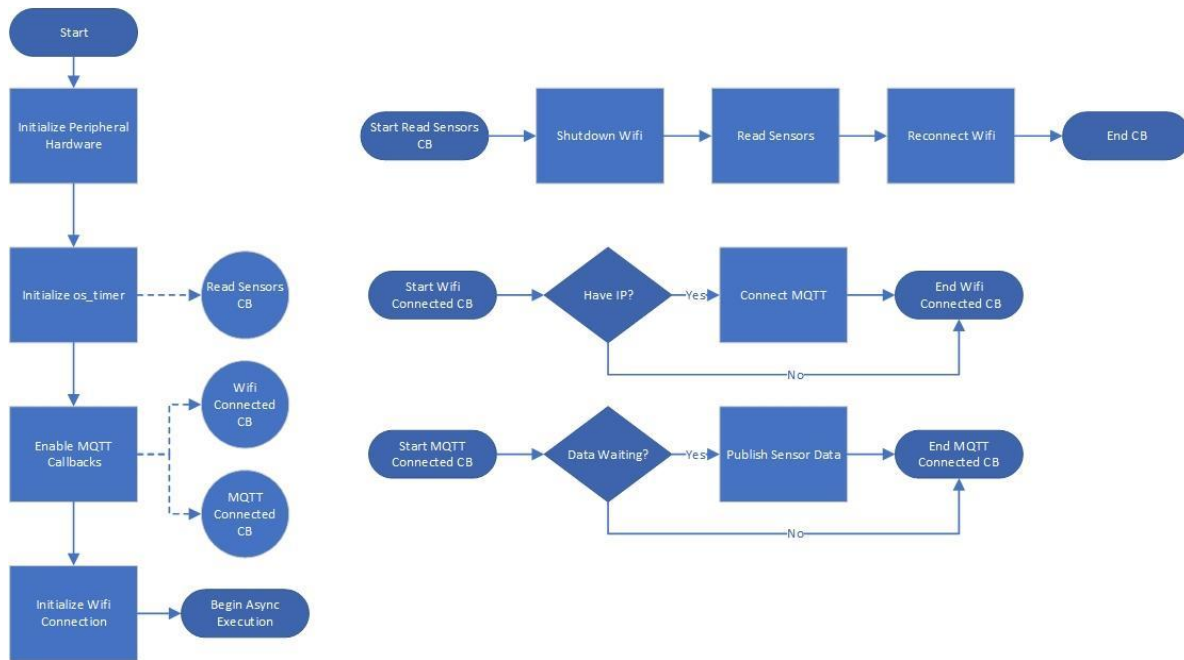 Start
Initialize Peripheral
Hardware
Initialize os_timer
Read Sensors
CB
Enable MQTT
Callbacks
Wifi
Connected
CB
MQTT
Connected
CB
Initialize Wifi
Connection
Begin Async
Execution
Start Read Sensors
CB
Shutdown Wifi
Read Sensors
Reconnect Wifi
End CB
Start Wifi
Connected CB
Have IP?
Yes
Connect MQTT
End Wifi
Connected CB
No
Start MQTT
Connected CB
Data Waiting?
Yes
Publish Sensor Data
End MQTT
Connected CB
No